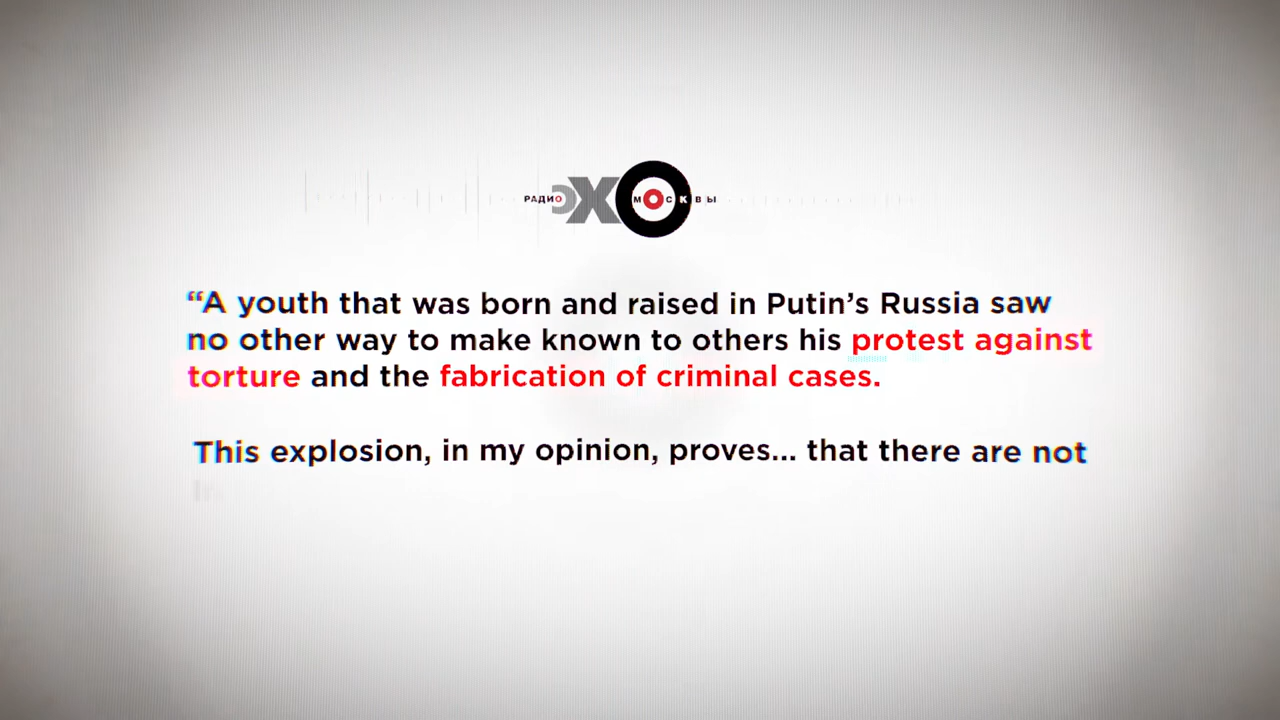 РАДИО ЭХО МОСКВЫ
“A youth that was born and raised in Putin’s Russia saw
no other way to make known to others his protest against
torture and the fabrication of criminal cases.
This explosion, in my opinion, proves... that there are not